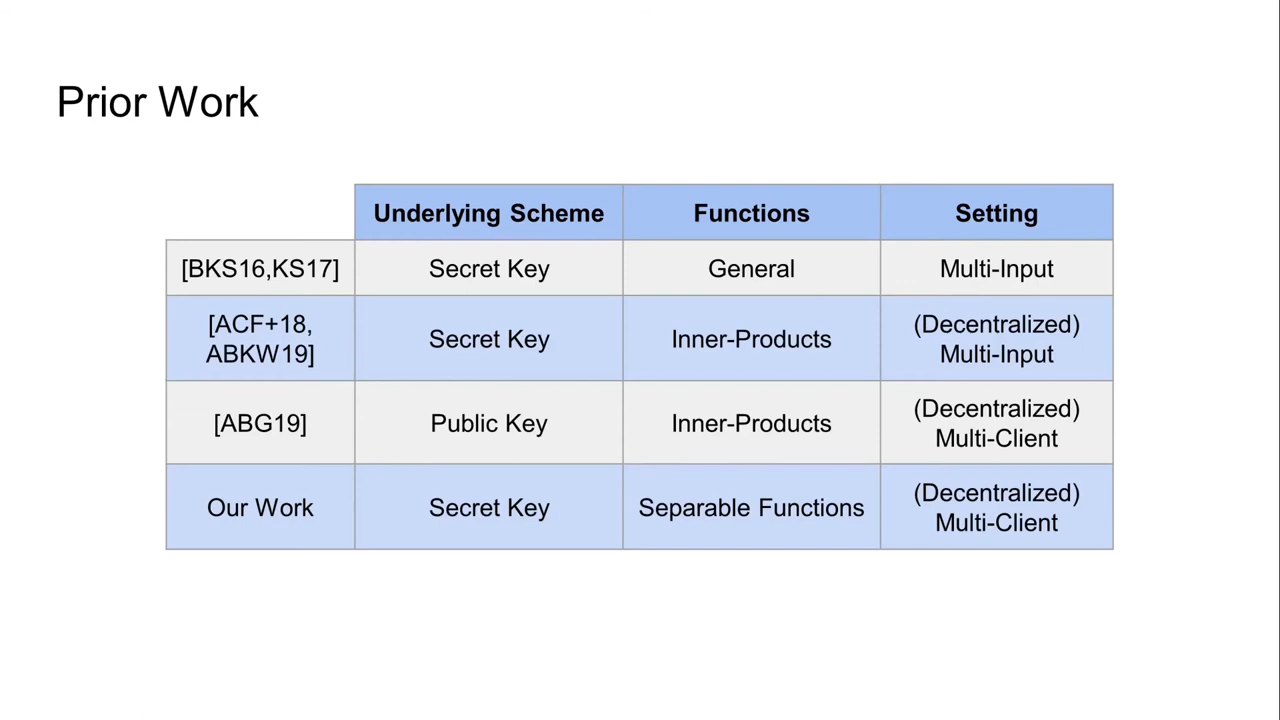 Prior Work
Underlying Scheme Functions Setting
[BKS16,KS17] Secret Key General Multi-Input
[ACF+18,
ABKW19] Secret Key Inner-Products (Decentralized)
Multi-Input
[ABG19] Public Key Inner-Products (Decentralized)
Multi-Client
Our Work Secret Key Separable Functions (Decentralized)
Multi-Client